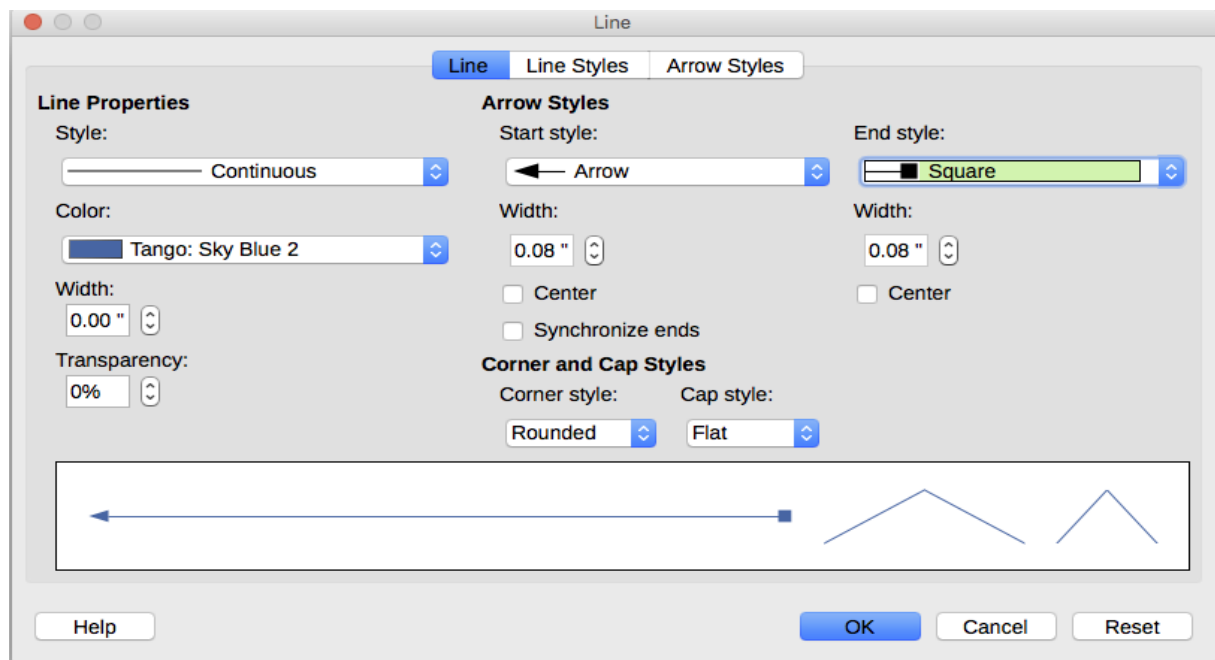 Line
Line Line Styles Arrow Styles
Line Properties
Style:
Continuous
Color:
Tango: Sky Blue 2
Width:
0.00 "
Transparency:
0%
Arrow Styles
Start style:
Arrow
Width:
0.08 "
Center
Synchronize ends
End style:
Square
Width:
0.08 "
Center
Corner and Cap Styles
Corner style: Cap style:
Rounded Flat
Help OK Cancel Reset